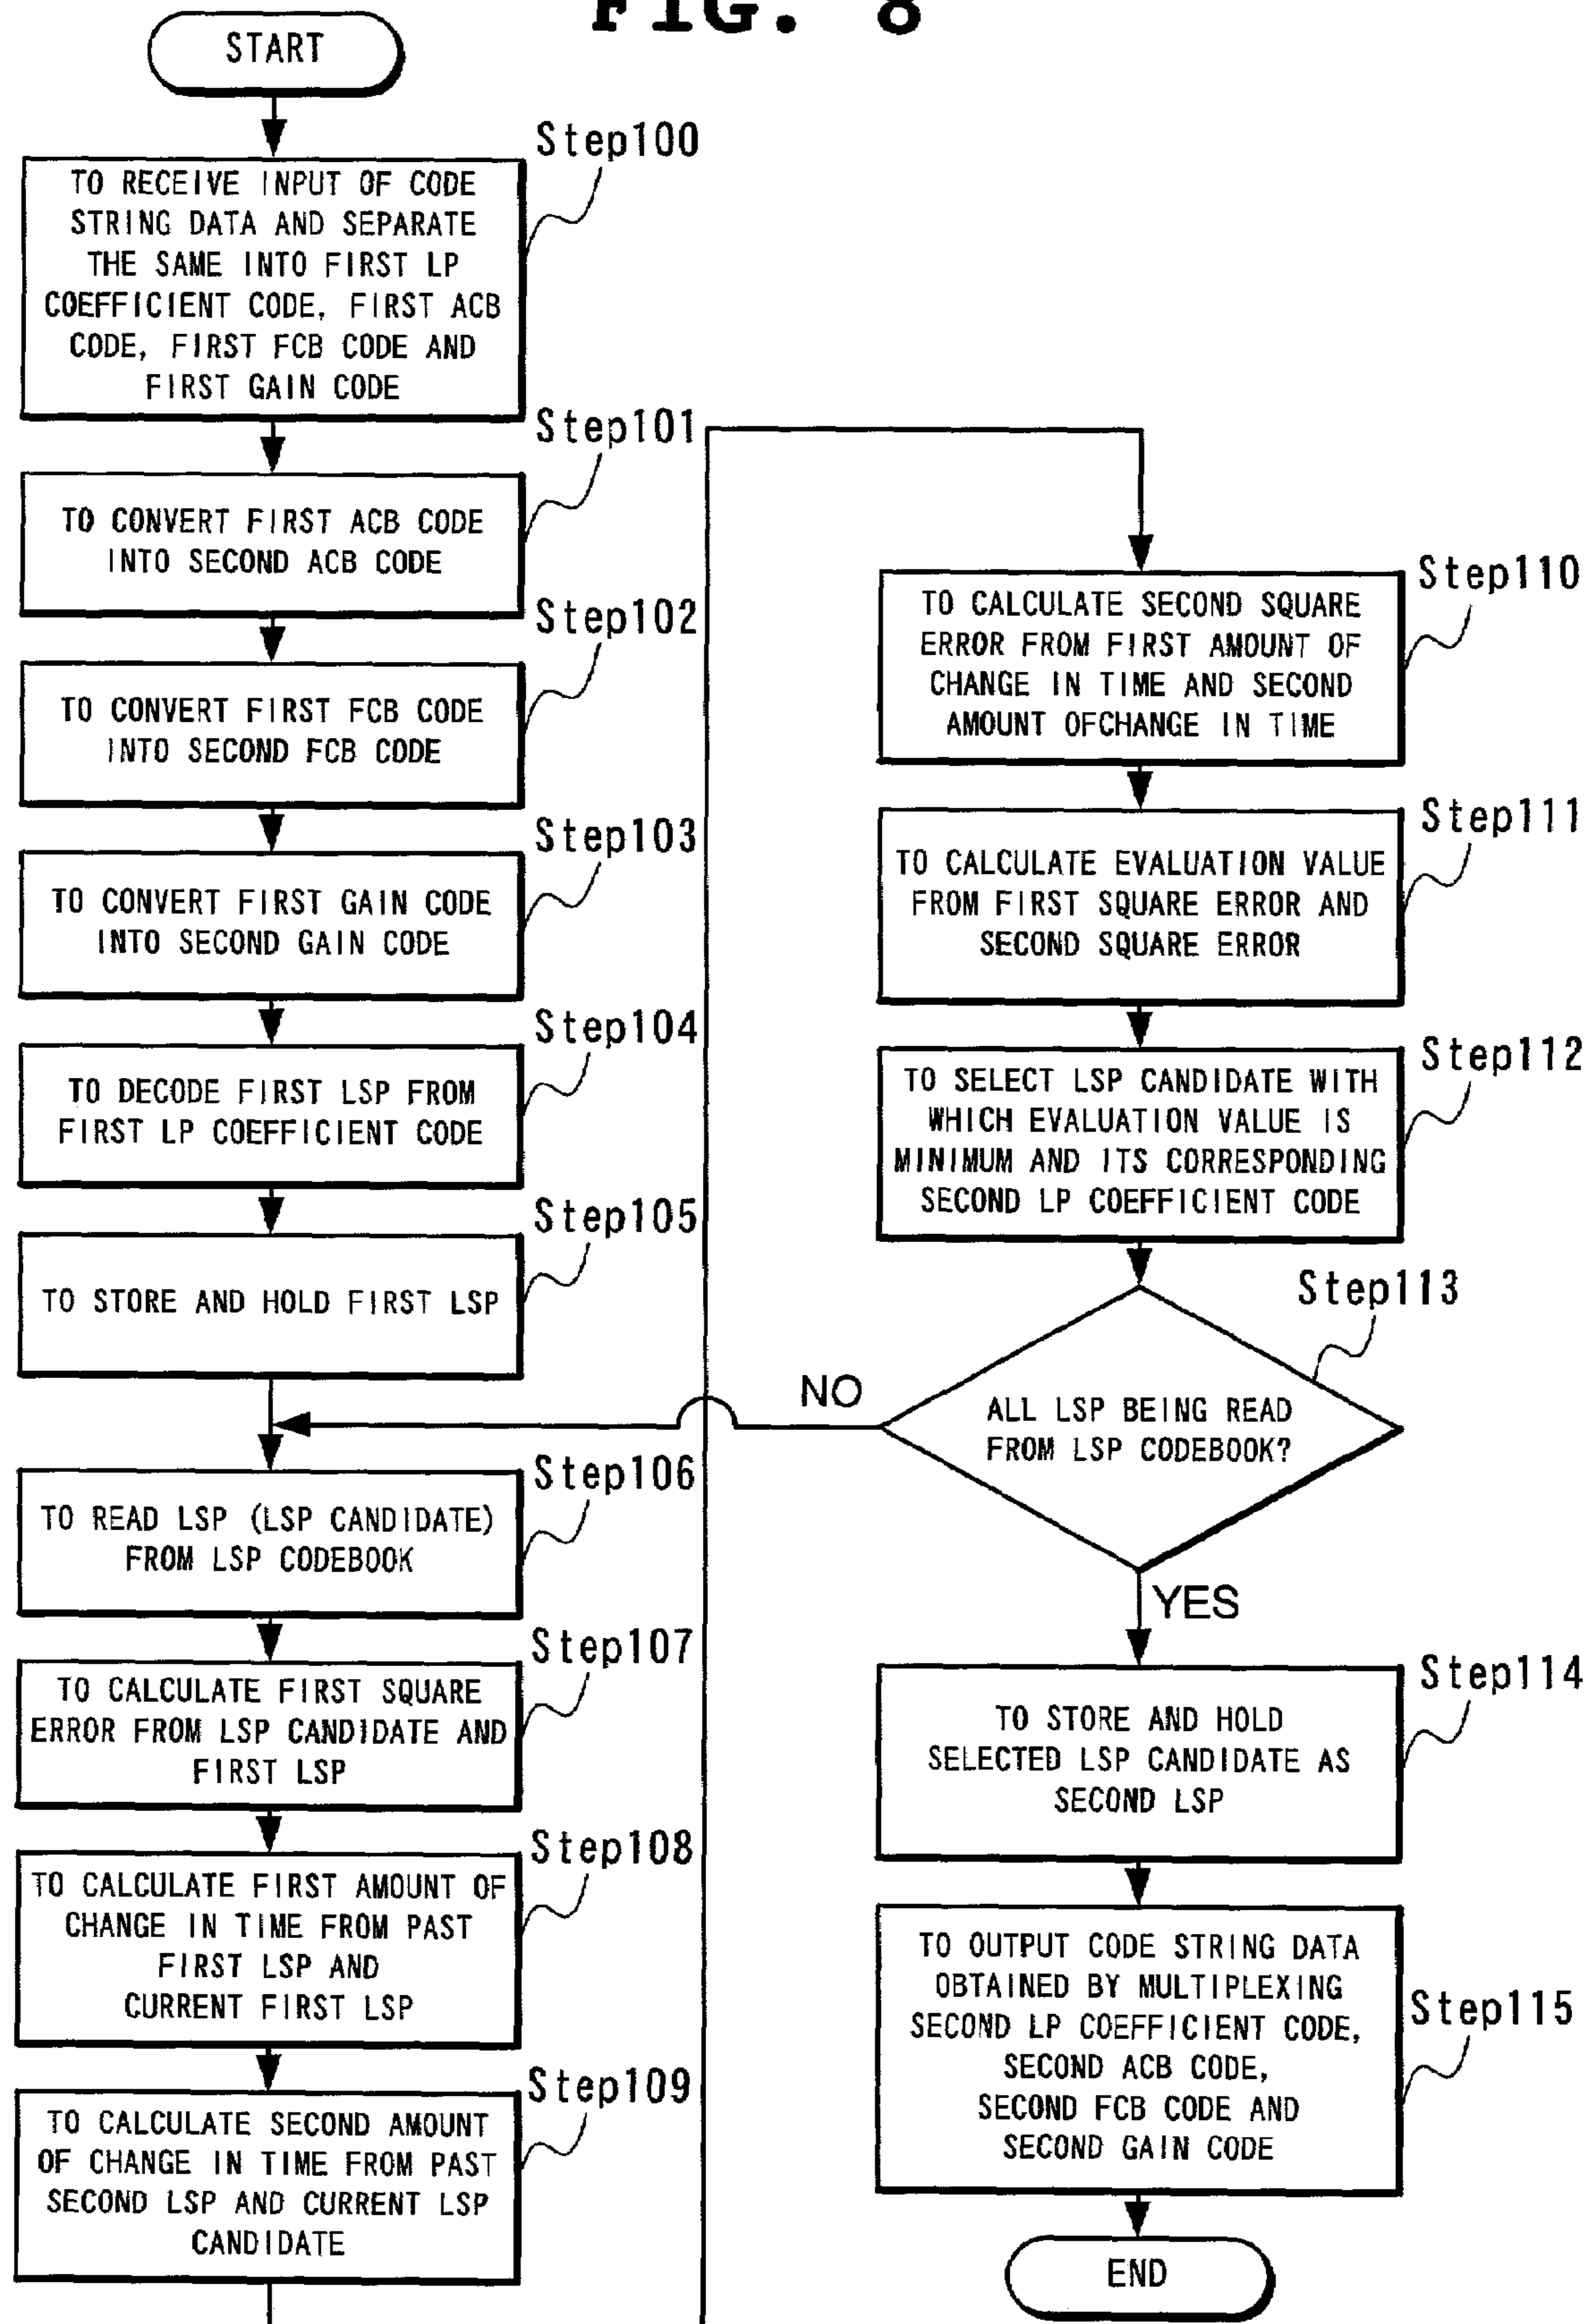 FIG. 8
START
Step100
TO RECEIVE INPUT OF CODE
STRING DATA AND SEPARATE
THE SAME INTO FIRST LP
COEFFICIENT CODE, FIRST ACB
CODE, FIRST FCB CODE AND
FIRST GAIN CODE
Step101
TO CONVERT FIRST ACB CODE
INTO SECOND ACB CODE
Step102
TO CONVERT FIRST FCB CODE
INTO SECOND FCB CODE
Step103
TO CONVERT FIRST GAIN CODE
INTO SECOND GAIN CODE
Step104
TO DECODE FIRST LSP FROM
FIRST LP COEFFICIENT CODE
Step105
TO STORE AND HOLD FIRST LSP
Step106
TO READ LSP (LSP CANDIDATE)
FROM LSP CODEBOOK
Step107
TO CALCULATE FIRST SQUARE
ERROR FROM LSP CANDIDATE AND
FIRST LSP
Step108
TO CALCULATE FIRST AMOUNT OF
CHANGE IN TIME FROM PAST
FIRST LSP AND
CURRENT FIRST LSP
Step109
TO CALCULATE SECOND AMOUNT
OF CHANGE IN TIME FROM PAST
SECOND LSP AND CURRENT LSP
CANDIDATE
Step110
TO CALCULATE SECOND SQUARE
ERROR FROM FIRST AMOUNT OF
CHANGE IN TIME AND SECOND
AMOUNT OFCHANGE IN TIME
Step111
TO CALCULATE EVALUATION VALUE
FROM FIRST SQUARE ERROR AND
SECOND SQUARE ERROR
Step112
TO SELECT LSP CANDIDATE WITH
WHICH EVALUATION VALUE IS
MINIMUM AND ITS CORRESPONDING
SECOND LP COEFFICIENT CODE
Step113
NO
ALL LSP BEING READ
FROM LSP CODEBOOK?
YES
Step114
TO STORE AND HOLD
SELECTED LSP CANDIDATE AS
SECOND LSP
Step115
TO OUTPUT CODE STRING DATA
OBTAINED BY MULTIPLEXING
SECOND LP COEFFICIENT CODE,
SECOND ACB CODE,
SECOND FCB CODE AND
SECOND GAIN CODE
END